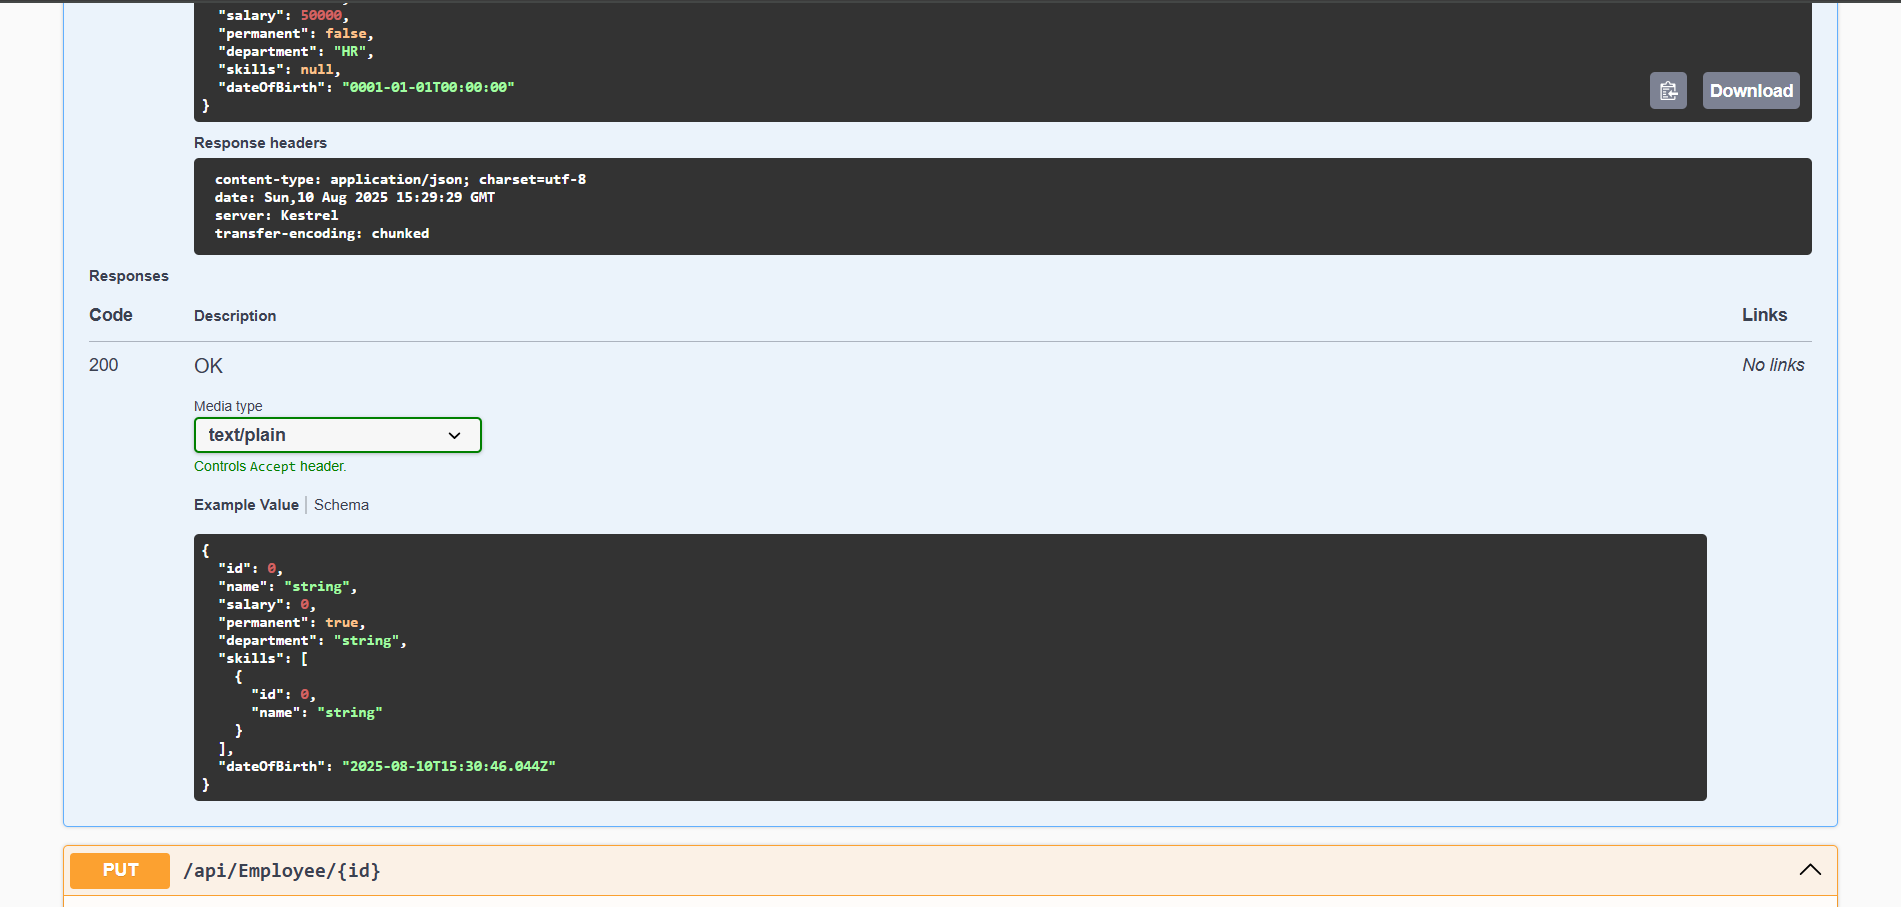 "salary": 50000,
"permanent": false,
"department": "HR",
"skills": null,
"dateOfBirth": "0001-01-01T00:00:00"
}
Download
Response headers
content-type: application/json; charset=utf-8
date: Sun,10 Aug 2025 15:29:29 GMT
server: Kestrel
transfer-encoding: chunked
Responses
Code Description Links
200 OK No links
Media type
text/plain
Controls Accept header.
Example Value | Schema
{
"id": 0,
"name": "string",
"salary": 0,
"permanent": true,
"department": "string",
"skills": [
{
"id": 0,
"name": "string"
}
],
"dateOfBirth": "2025-08-10T15:30:46.044Z"
}
PUT /api/Employee/{id}